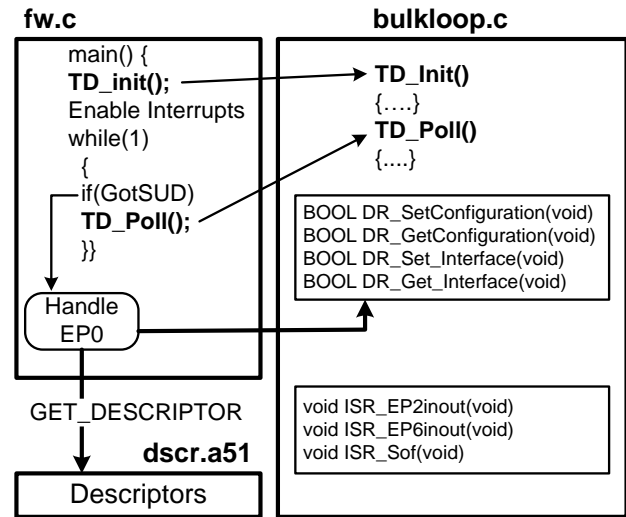 fw.c
main() {
TD_init();
Enable Interrupts
while(1)
{
if(GotSUD)
TD_Poll();
}}
Handle
EP0
GET_DESCRIPTOR
dscr.a51
Descriptors
bulkloop.c
TD_Init()
{....}
TD_Poll()
{....}
BOOL DR_SetConfiguration(void)
BOOL DR_GetConfiguration(void)
BOOL DR_Set_Interface(void)
BOOL DR_Get_Interface(void)
void ISR_EP2inout(void)
void ISR_EP6inout(void)
void ISR_Sof(void)